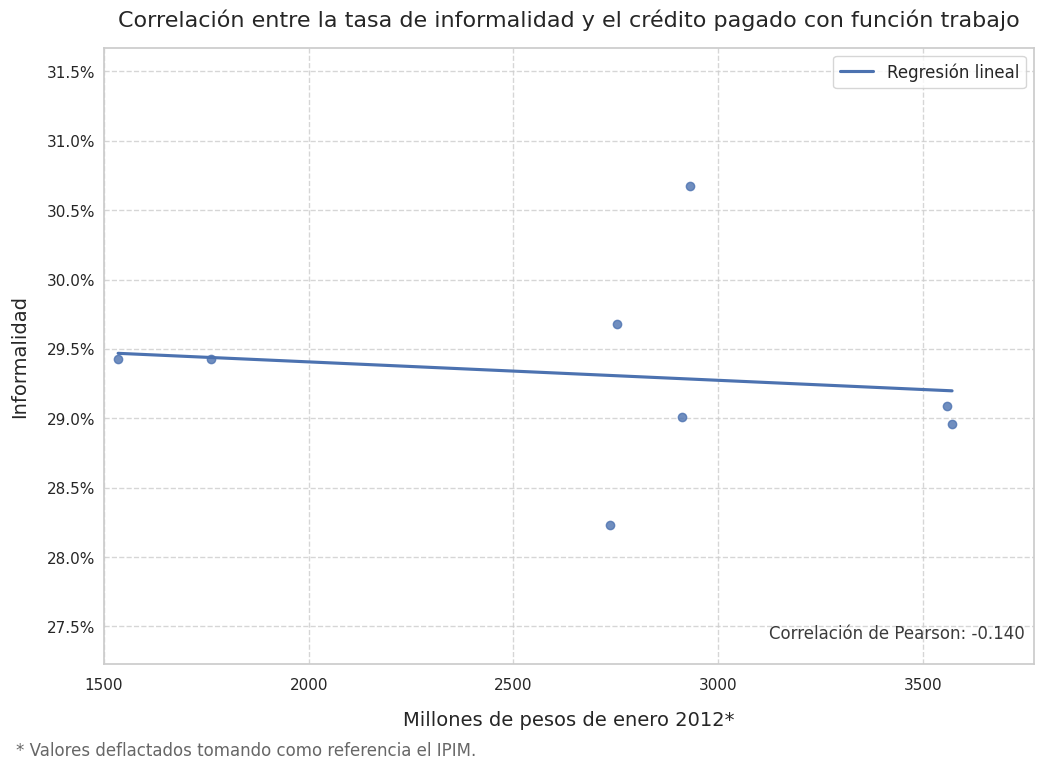 Correlación entre la tasa de informalidad y el crédito pagado con función trabajo
Regresión lineal
31.5%
31.0%
30.5%
30.0%
29.5%
29.0%
28.5%
28.0%
27.5%
Informalidad
Correlación de Pearson: -0.140
1500 2000 2500 3000 3500
Millones de pesos de enero 2012*
* Valores deflactados tomando como referencia el IPIM.